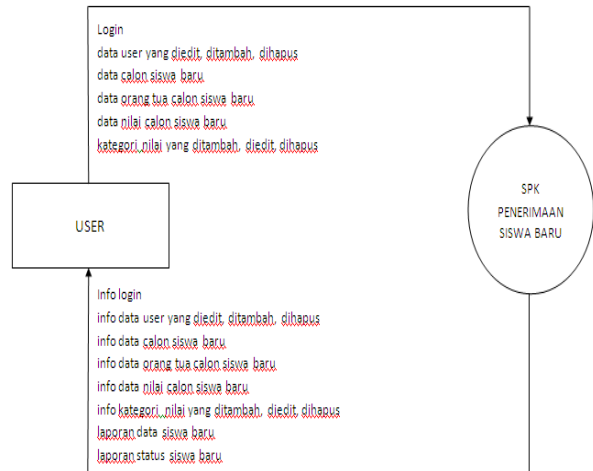 Login
data user yang diedit, ditambah, dihapus
data calon siswa baru
data orang tua calon siswa baru
data nilai calon siswa baru
kategori nilai yang ditambah, diedit, dihapus
USER
SPK
PENERIMAAN
SISWA BARU
Info login
info data user yang diedit, ditambah, dihapus
info data calon siswa baru
info data orang tua calon siswa baru
info data nilai calon siswa baru
info kategori nilai yang ditambah, diedit, dihapus
laporan data siswa baru
laporan status siswa baru